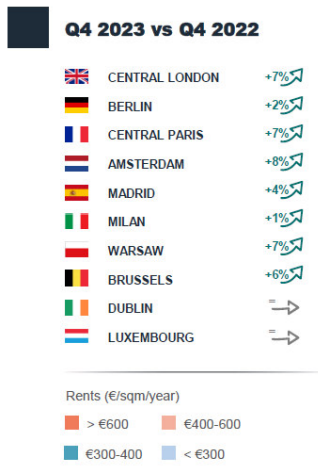 Q4 2023 vs Q4 2022
CENTRAL LONDON +7%
BERLIN +2%
CENTRAL PARIS +7%
AMSTERDAM +8%
MADRID +4%
MILAN +1%
WARSAW +7%
BRUSSELS +6%
DUBLIN =
LUXEMBOURG =
Rents (€/sqm/year)
> €600 €400-600
€300-400 < €300